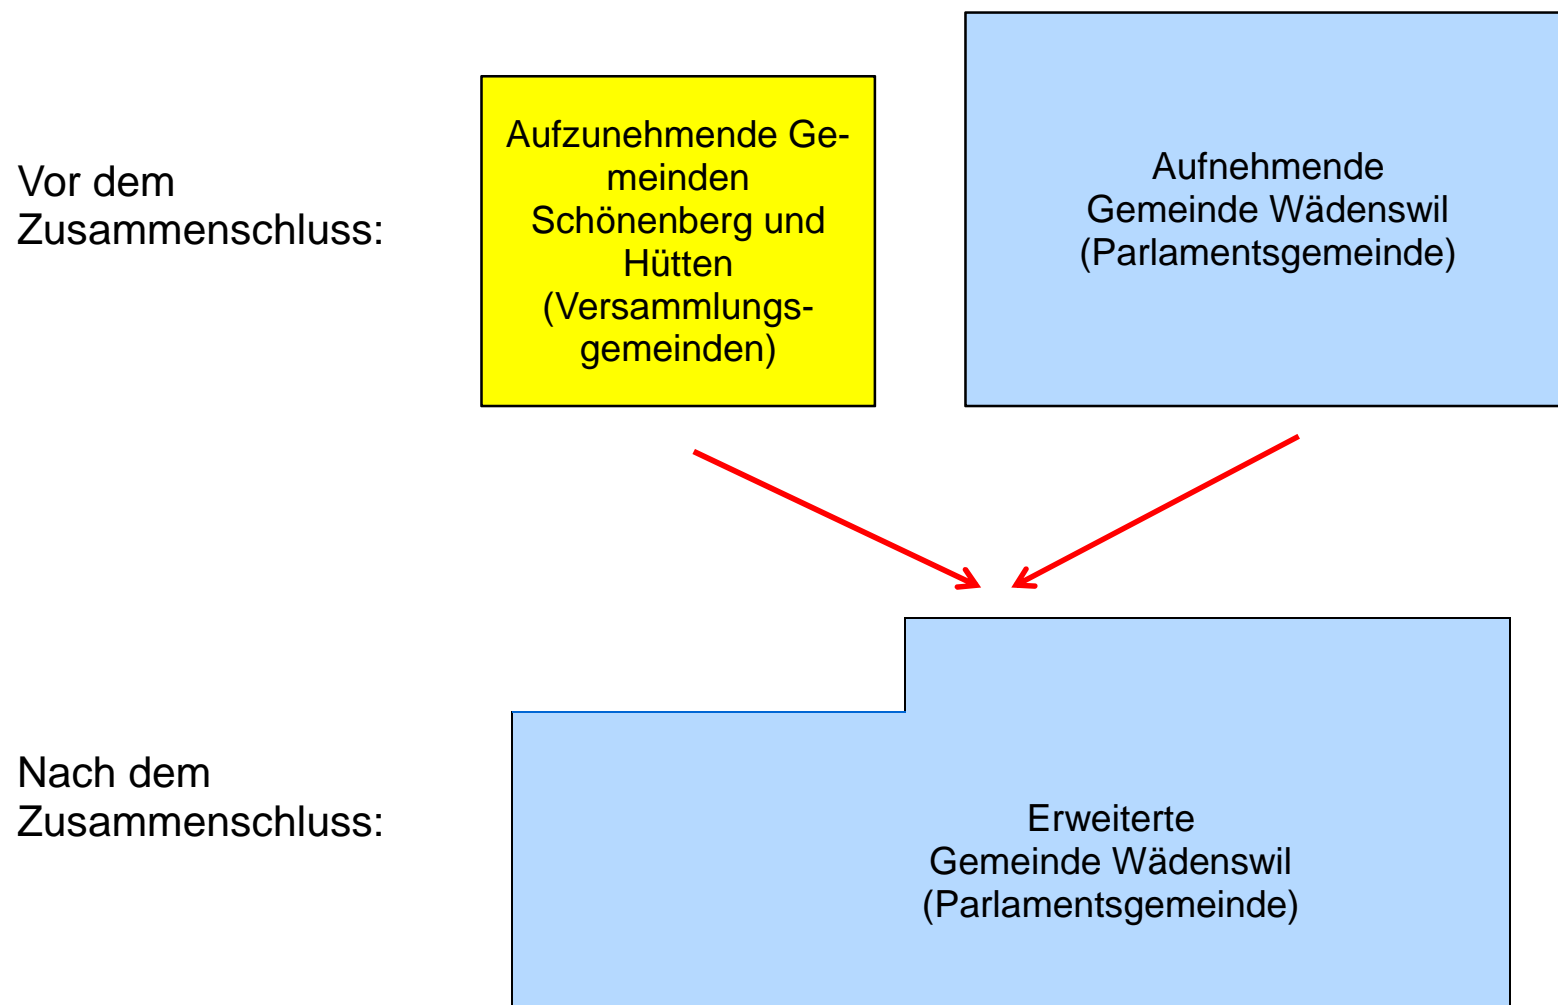 Vor dem
Zusammenschluss:
Aufzunehmende Ge-
meinden
Schönenberg und
Hütten
(Versammlungs-
gemeinden)
Aufnehmende
Gemeinde Wädenswil
(Parlamentsgemeinde)
Nach dem
Zusammenschluss:
Erweiterte
Gemeinde Wädenswil
(Parlamentsgemeinde)